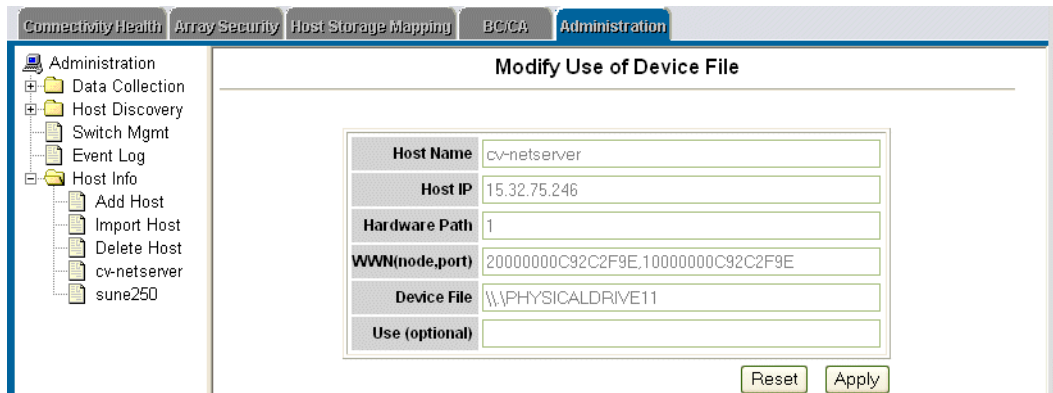 Connectivity Health Array Security Host Storage Mapping BC/CA Administration
Administration
Data Collection
Host Discovery
Switch Mgmt
Event Log
Host Info
Add Host
Import Host
Delete Host
cv-netserver
sune250
Modify Use of Device File
Host Name cv-netserver
Host IP 15.32.75.246
Hardware Path 1
WWN(node,port) 20000000C92C2F9E,10000000C92C2F9E
Device File \\.\PHYSICALDRIVE11
Use (optional)
Reset Apply